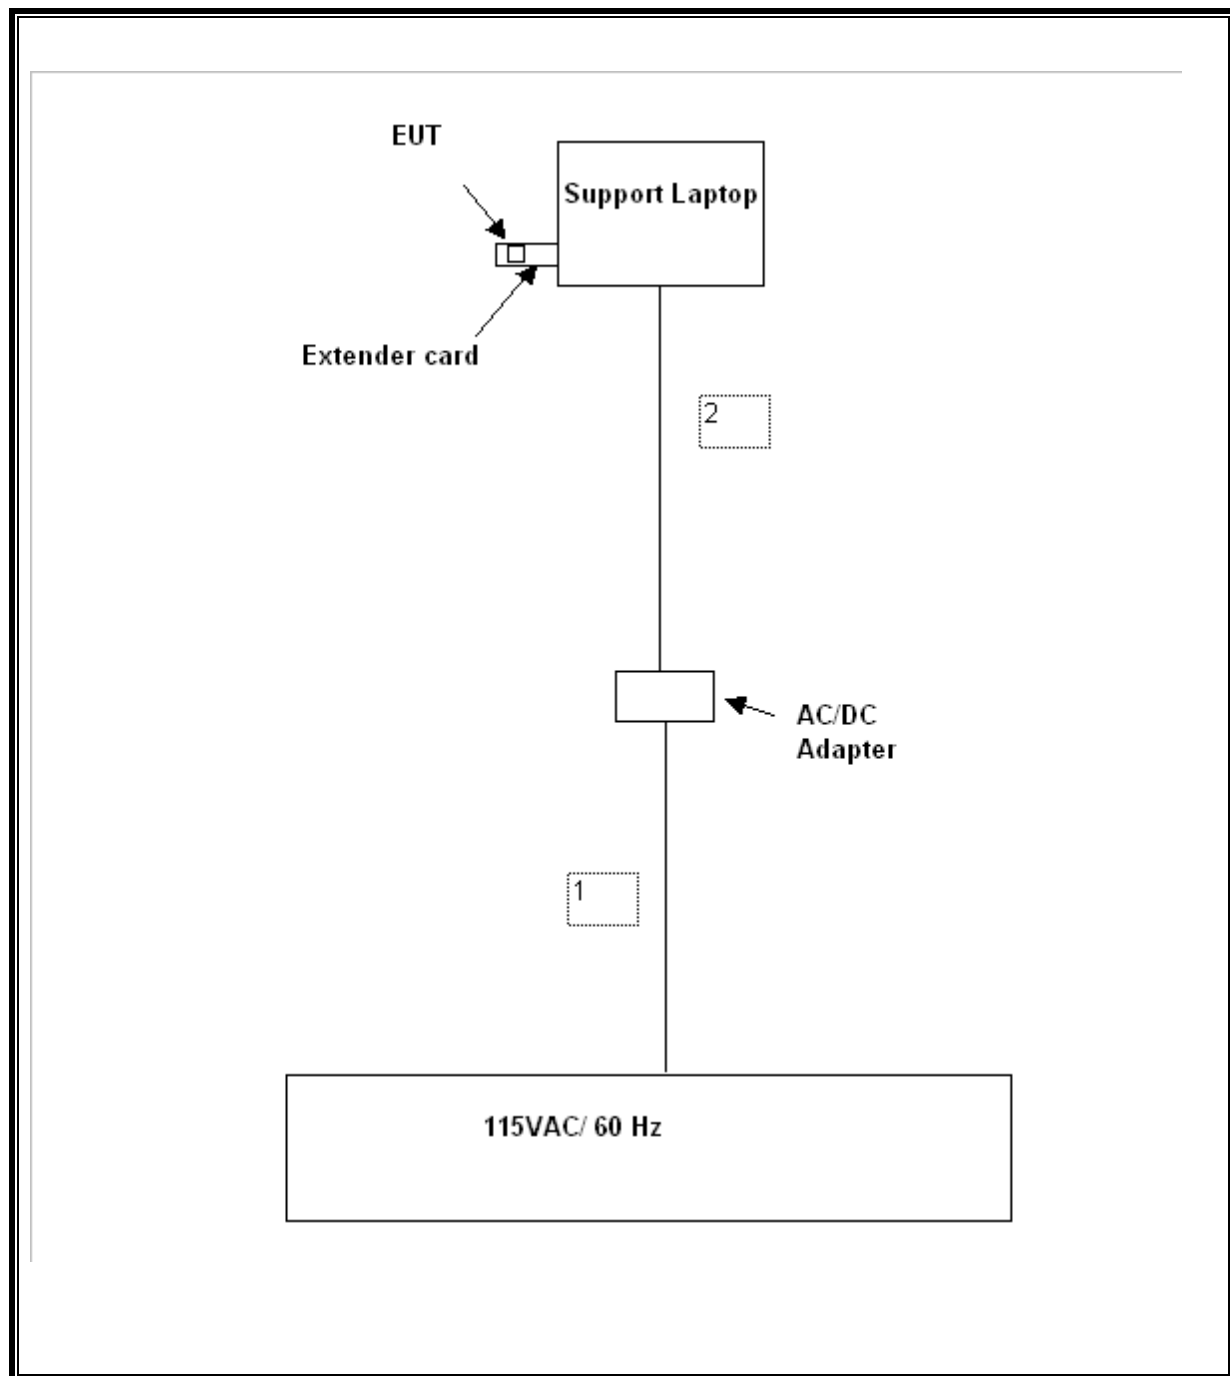 EUT
Support Laptop
Extender card
2
AC/DC
Adapter
1
115VAC/ 60 Hz